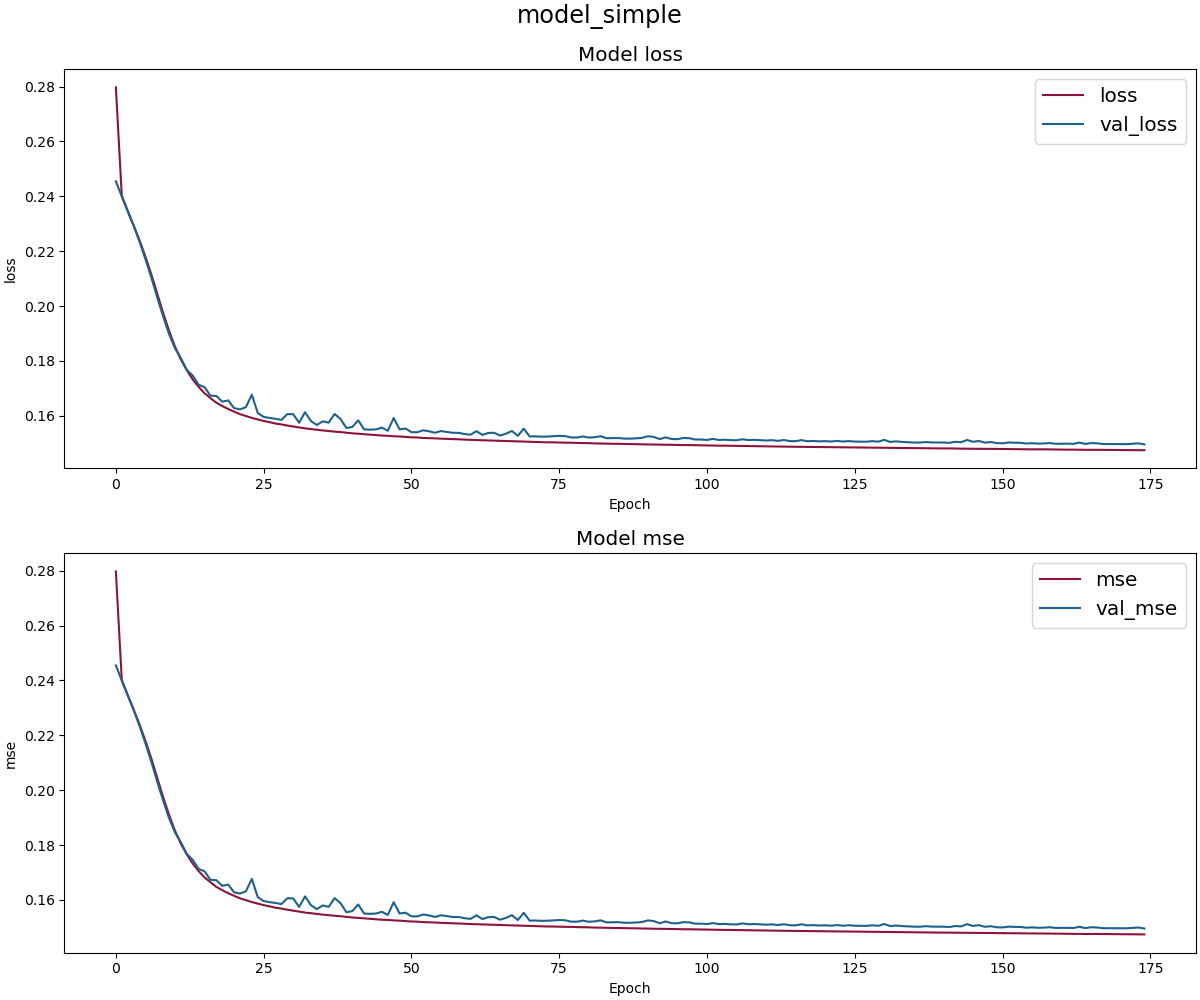 model_simple
Model loss
loss
val_loss
0.28
0.26
0.24
0.22
0.20
0.18
0.16
loss
0 25 50 75 100 125 150 175
Epoch
Model mse
mse
val_mse
0.28
0.26
0.24
0.22
0.20
0.18
0.16
mse
0 25 50 75 100 125 150 175
Epoch